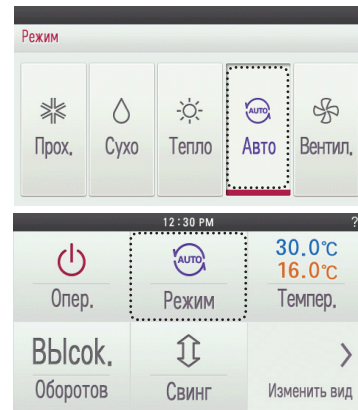 Режим
AUTO
Прох. Сухо Тепло Авто Вентил.
12:30 PM ?
AUTO 30.0°C
16.0°C
Опер. Режим Темпер.
ВЫсоk.
Оборотов Свинг Изменить вид